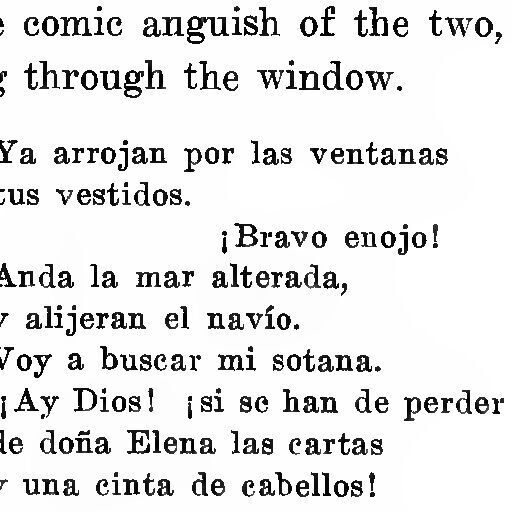 comic anguish of the two,
through the window.
Ya arrojan por las ventanas
tus vestidos.
¡Bravo enojo!
Anda la mar alterada,
y alijeran el navío.
Voy a buscar mi sotana.
¡Ay Dios! ¡si se han de perder
de doña Elena las cartas
y una cinta de cabellos!